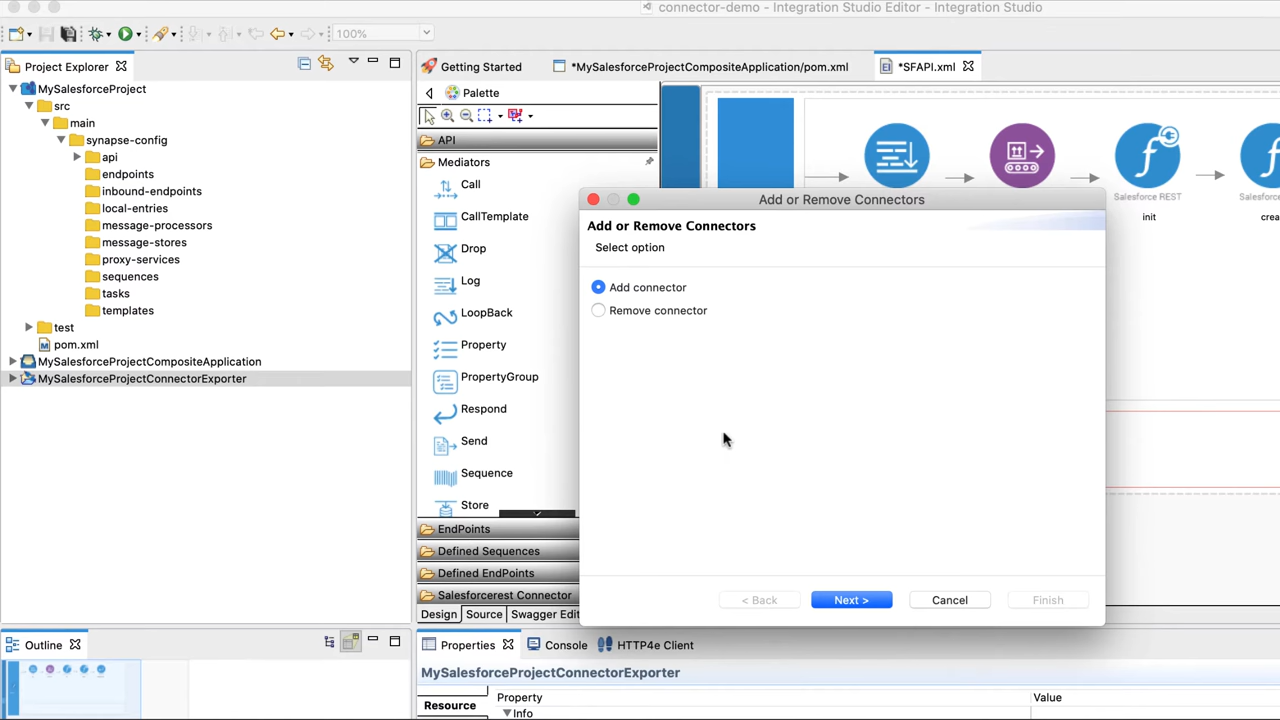 connector-demo - Integration Studio Editor - Integration Studio
100%
Project Explorer
MySalesforceProject
src
main
synapse-config
api
endpoints
inbound-endpoints
local-entries
message-processors
message-stores
proxy-services
sequences
tasks
templates
test
pom.xml
MySalesforceProjectCompositeApplication
MySalesforceProjectConnectorExporter
Outline
Getting Started
*MySalesforceProjectCompositeApplication/pom.xml
*SFAPI.xml
Palette
API
Mediators
Call
CallTemplate
Drop
Log
LoopBack
Property
PropertyGroup
Respond
Send
Sequence
Store
EndPoints
Defined Sequences
Defined EndPoints
Salesforcerest Connector
Design
Source
Swagger Edit
Salesforce REST
init
Salesforc
crea
Add or Remove Connectors
Add or Remove Connectors
Select option
Add connector
Remove connector
< Back
Next >
Cancel
Finish
Properties
Console
HTTP4e Client
MySalesforceProjectConnectorExporter
Resource
Property
Value
Info